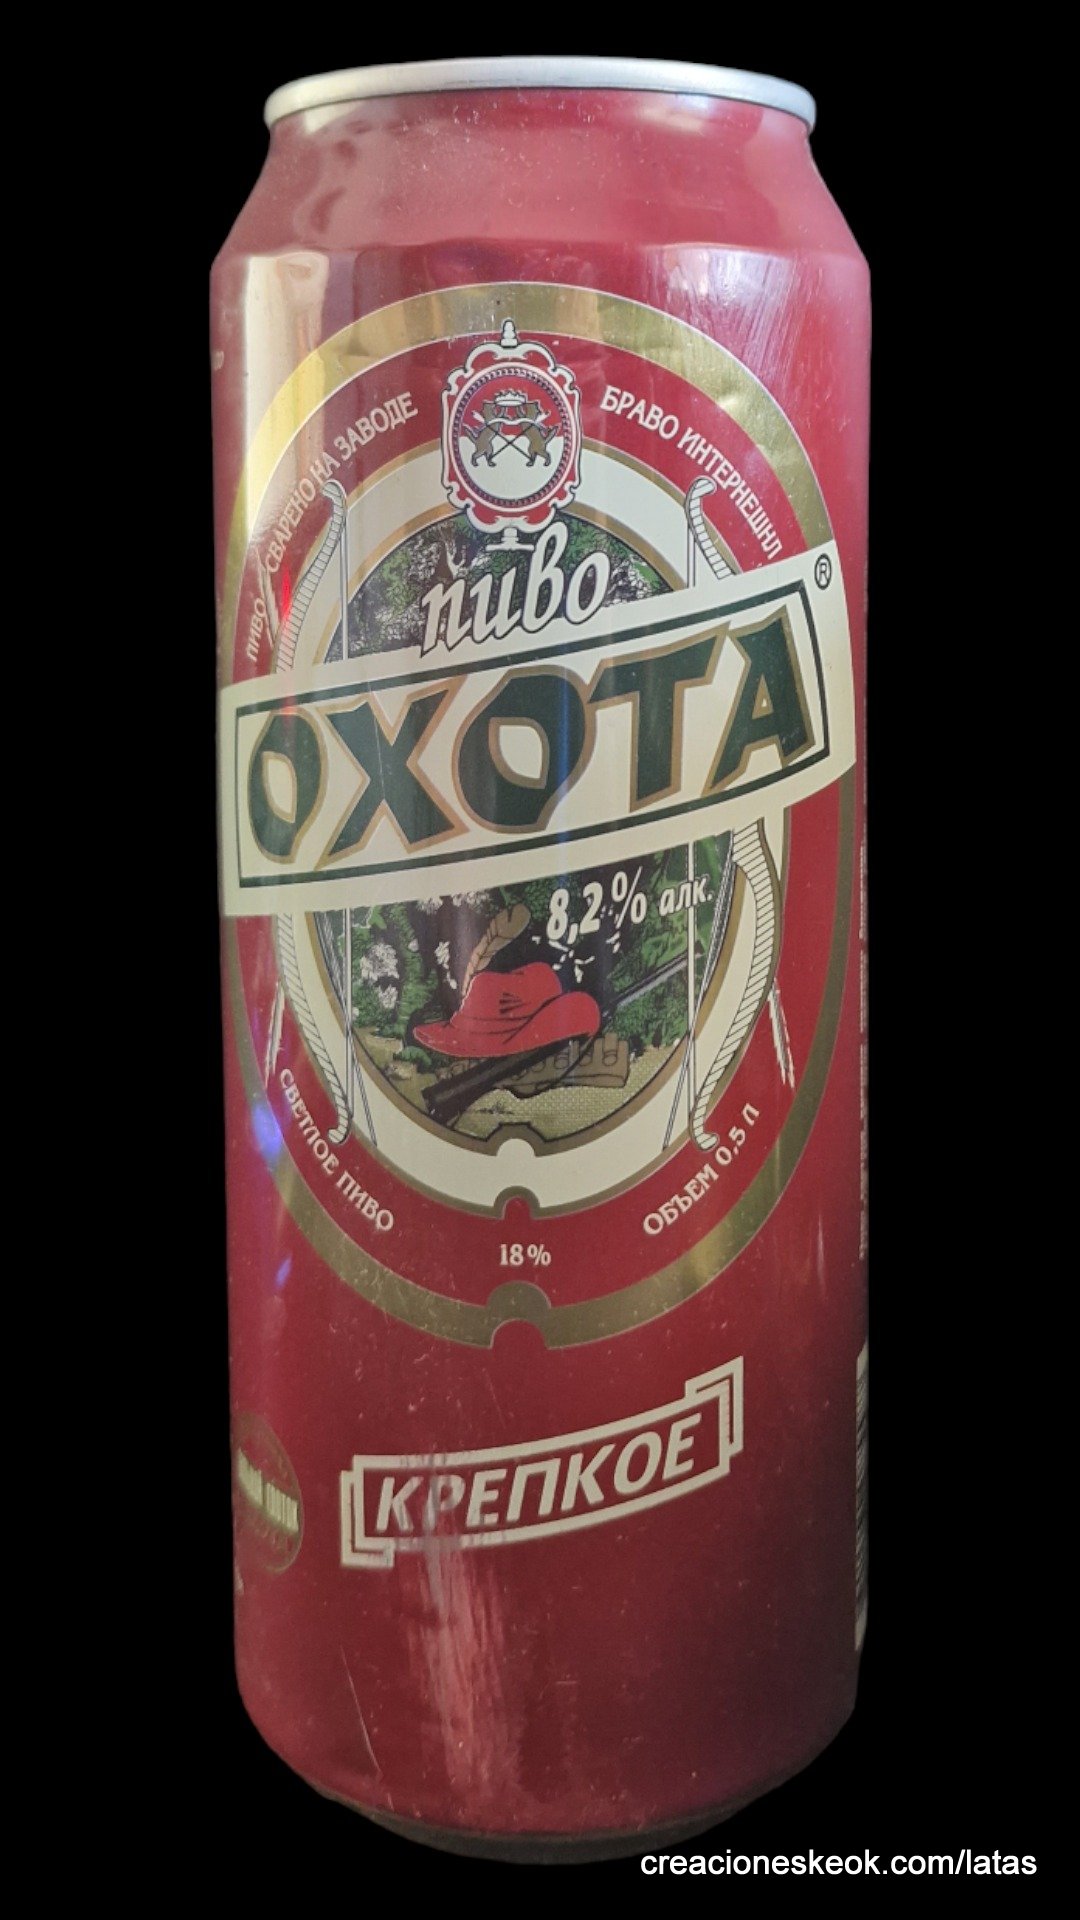 ПИВО СВАРЕНО НА ЗАВОДЕ
БРАВО ИНТЕРНЕШНЛ
пиво
ОХОТА ®
8,2% алк.
СВЕТЛОЕ ПИВО
18%
ОБЪЕМ 0,5 Л
КРЕПКОЕ
creacioneskeok.com/latas